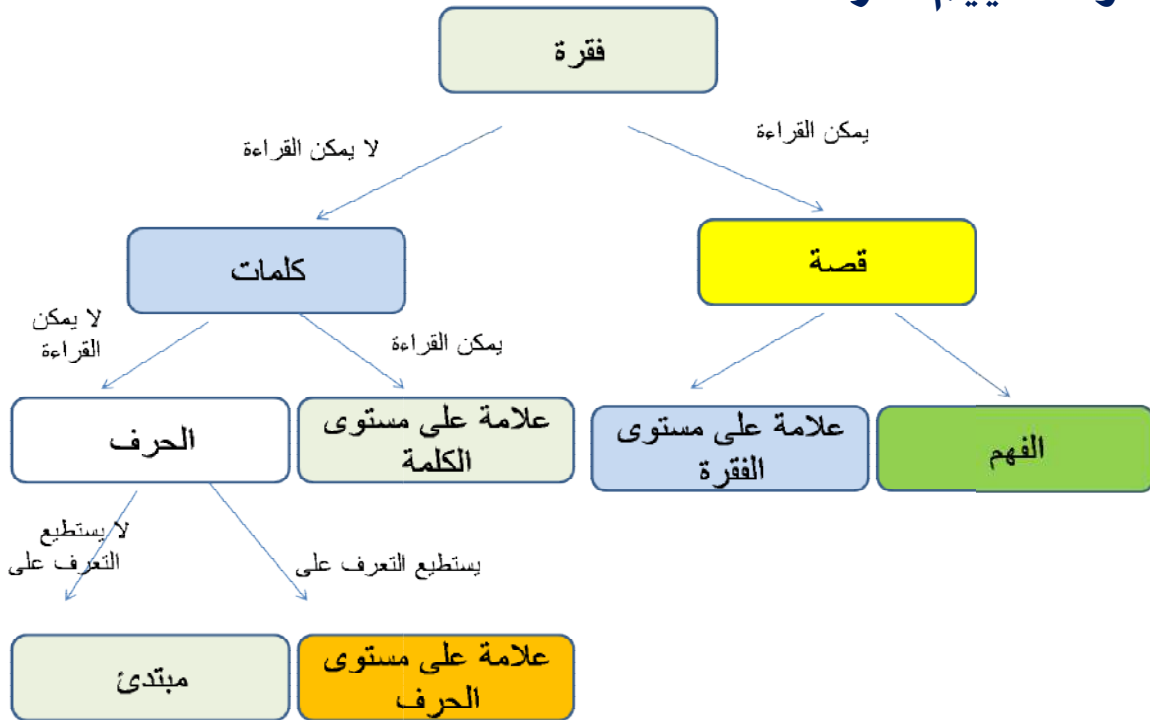 فقرة
يمكن القراءة
لا يمكن القراءة
قصة
كلمات
يمكن القراءة
لا يمكن
القراءة
الفهم
علامة على مستوى
الفقرة
علامة على مستوى
الكلمة
الحرف
يستطيع التعرف على
لا يستطيع
التعرف على
علامة على مستوى
الحرف
مبتدئ